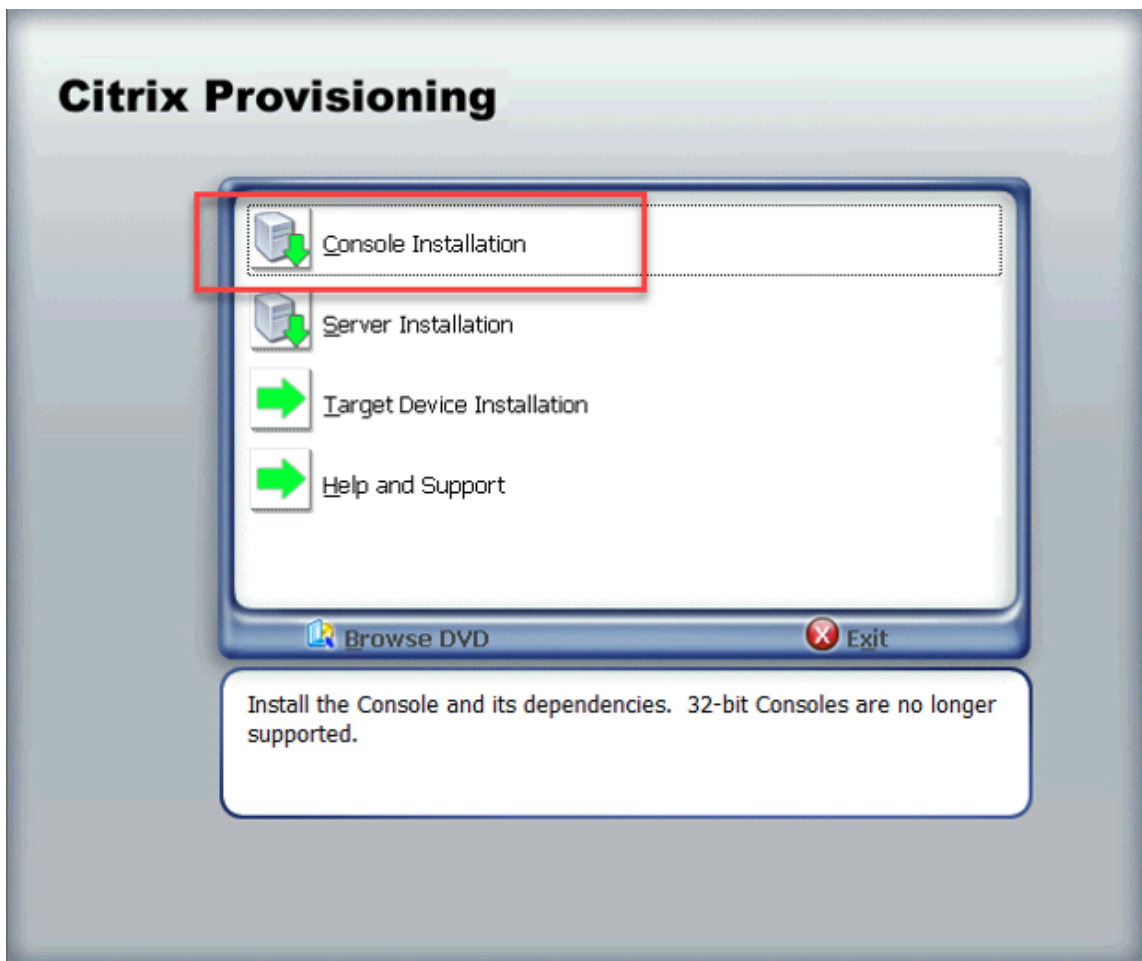 Citrix Provisioning
Console Installation
Server Installation
Target Device Installation
Help and Support
Browse DVD
Exit
Install the Console and its dependencies.  32-bit Consoles are no longer
supported.